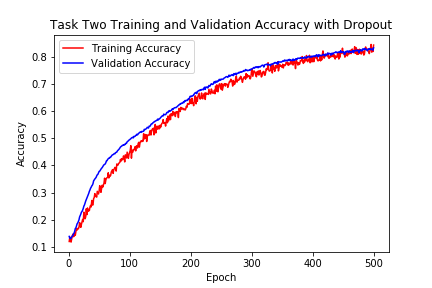 Task Two Training and Validation Accuracy with Dropout
Training Accuracy
Validation Accuracy
0.8
0.7
0.6
0.5
0.4
0.3
0.2
0.1
Accuracy
0 100 200 300 400 500
Epoch